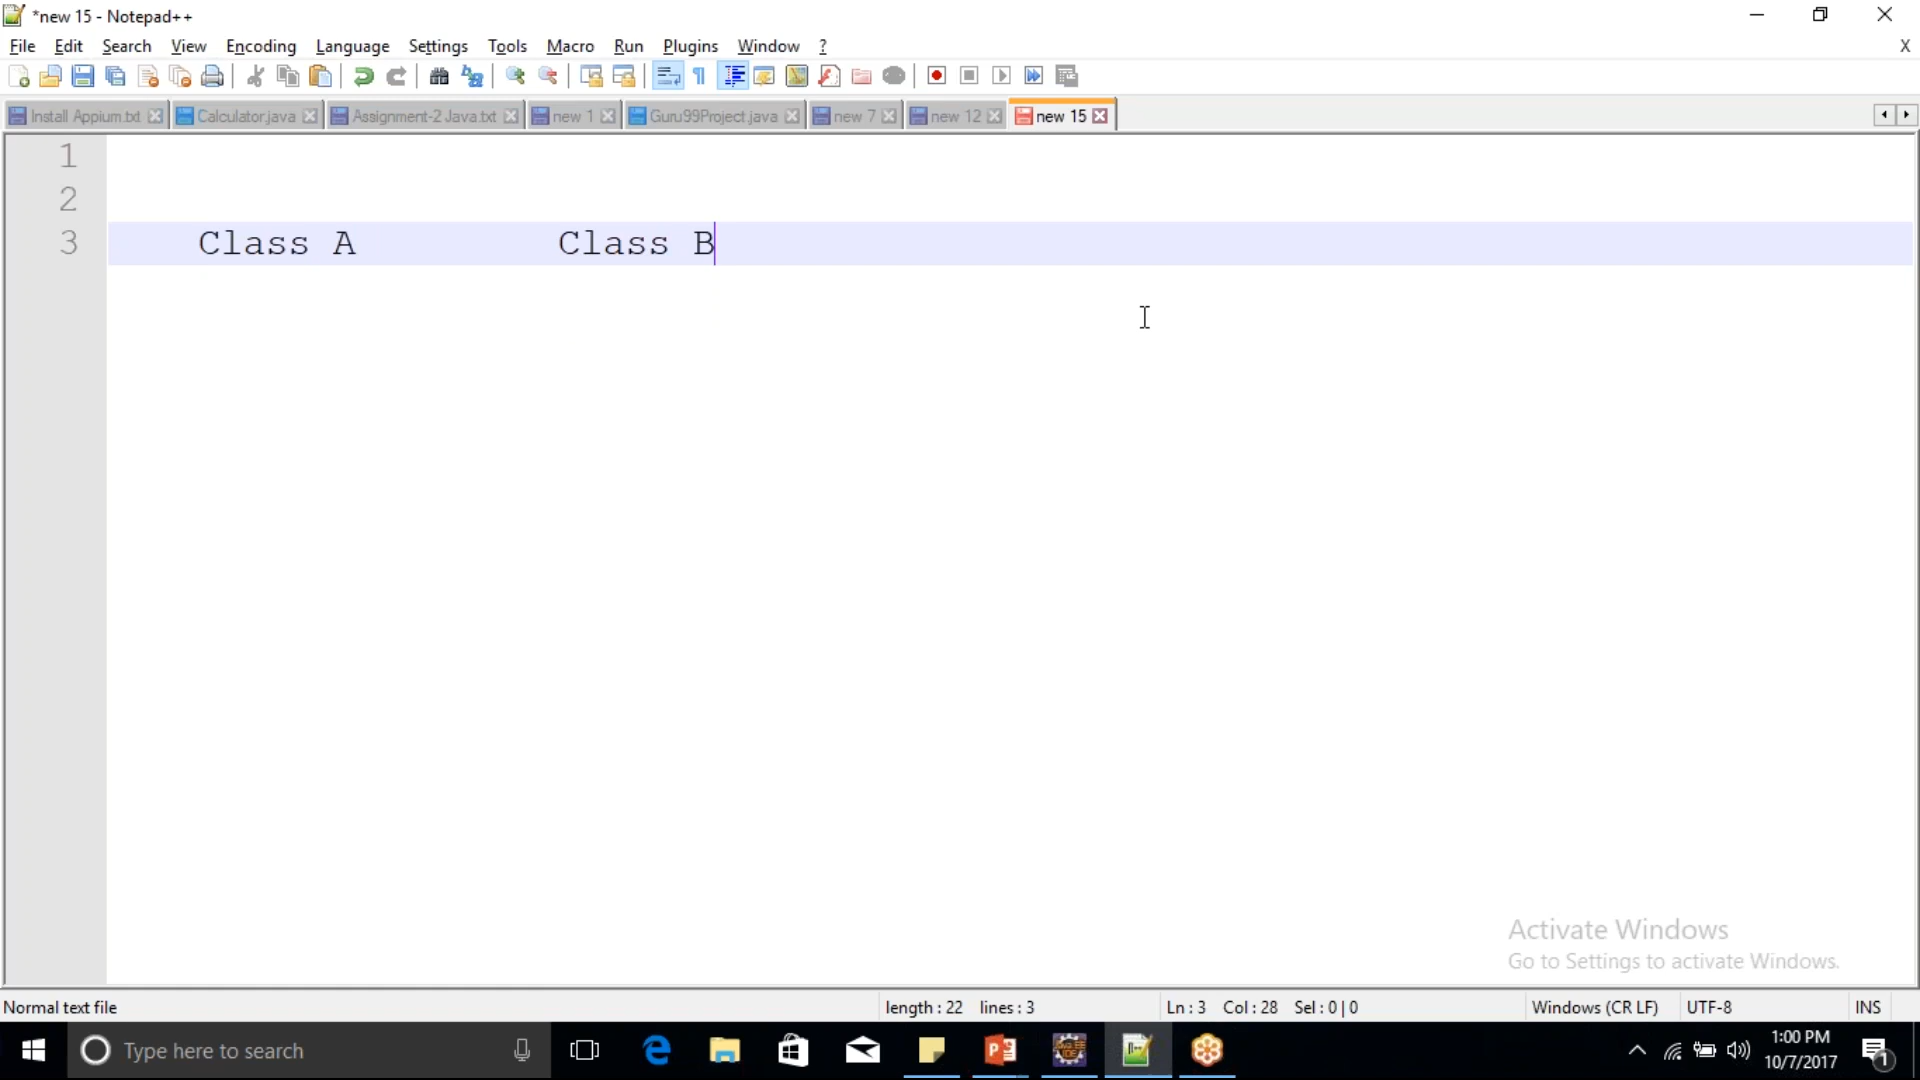 *new 15 - Notepad++
File Edit Search View Encoding Language Settings Tools Macro Run Plugins Window ? X
Install Appium.txt Calculator.java Assignment-2 Java.txt new 1 Guru99Project.java new 7 new 12 new 15
1
2
3 Class A Class B
Activate Windows
Go to Settings to activate Windows.
Normal text file length : 22 lines : 3 Ln : 3 Col : 28 Sel : 0 | 0 Windows (CR LF) UTF-8 INS
Type here to search 1:00 PM
10/7/2017 1